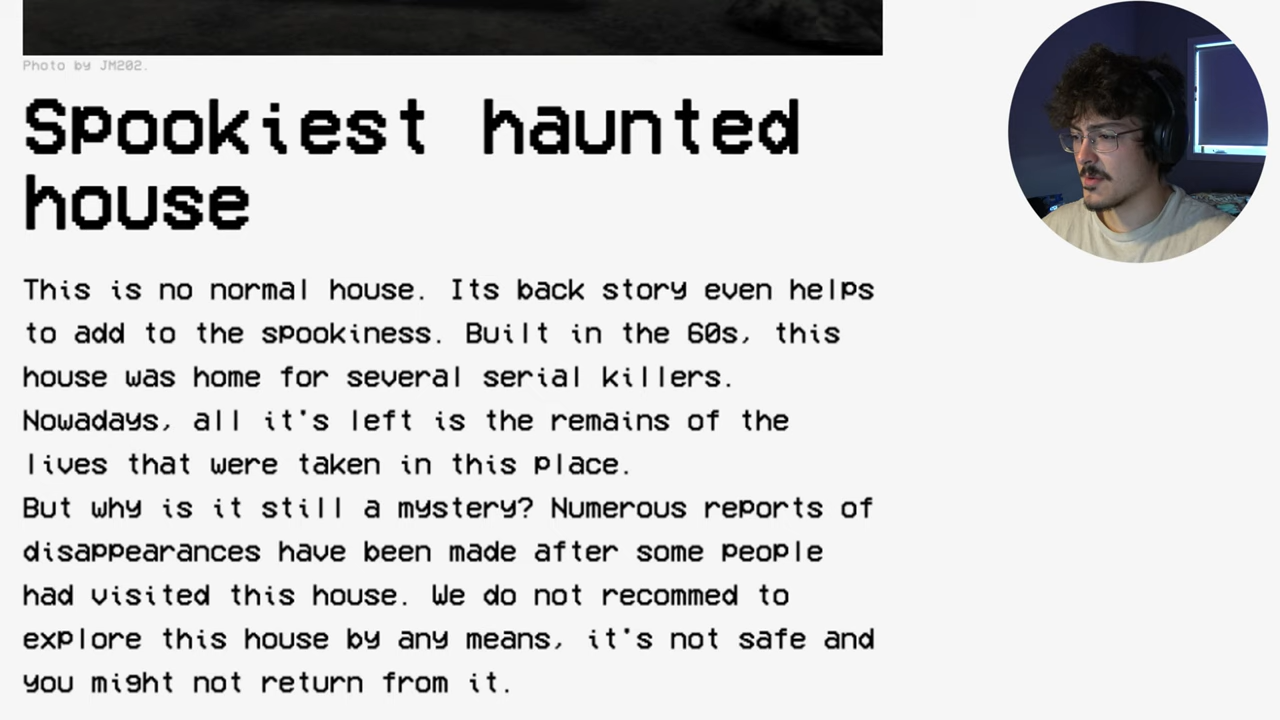 Photo by JM202.
Spookiest haunted
house
This is no normal house. Its back story even helps
to add to the spookiness. Built in the 60s, this
house was home for several serial killers.
Nowadays, all it's left is the remains of the
lives that were taken in this place.
But why is it still a mystery? Numerous reports of
disappearances have been made after some people
had visited this house. We do not recommed to
explore this house by any means, it's not safe and
you might not return from it.